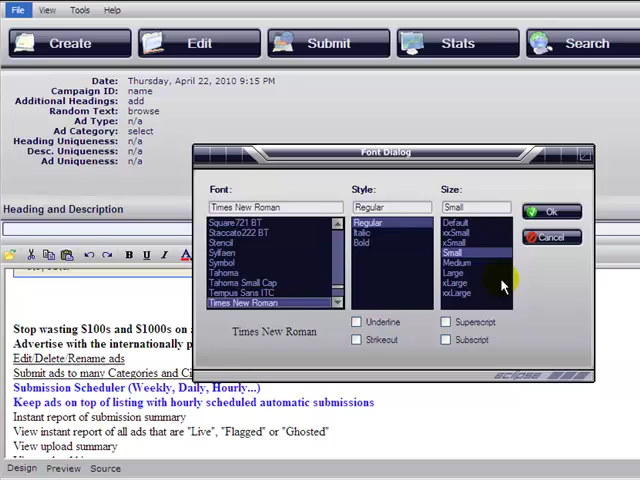 File View Tools Help
Create Edit Submit Stats Search
Date: Thursday, April 22, 2010 9:15 PM
Campaign ID: name
Additional Headings: add
Random Text: browse
Ad Type: n/a
Ad Category: select
Heading Uniqueness: n/a
Desc. Uniqueness: n/a
Ad Uniqueness: n/a
Heading and Description
Font Dialog
Font: Style: Size:
Times New Roman Regular Small
Square721 BT Regular Default
Staccato222 BT Italic xxSmall
Stencil Bold xSmall
Sylfaen Small
Symbol Medium
Tahoma Large
Tahoma Small Cap xLarge
Tempus Sans ITC xxLarge
Times New Roman
Ok
Cancel
Times New Roman
Underline Superscript
Strikeout Subscript
eclipse
B I U A
Stop wasting $100s and $1000s on
Advertise with the internationally
Edit/Delete/Rename ads
Submit ads to many Categories and
Submission Scheduler (Weekly, Daily, Hourly...)
Keep ads on top of listing with hourly scheduled automatic submissions
Instant report of submission summary
View instant report of all ads that are "Live", "Flagged" or "Ghosted"
View upload summary
Design Preview Source